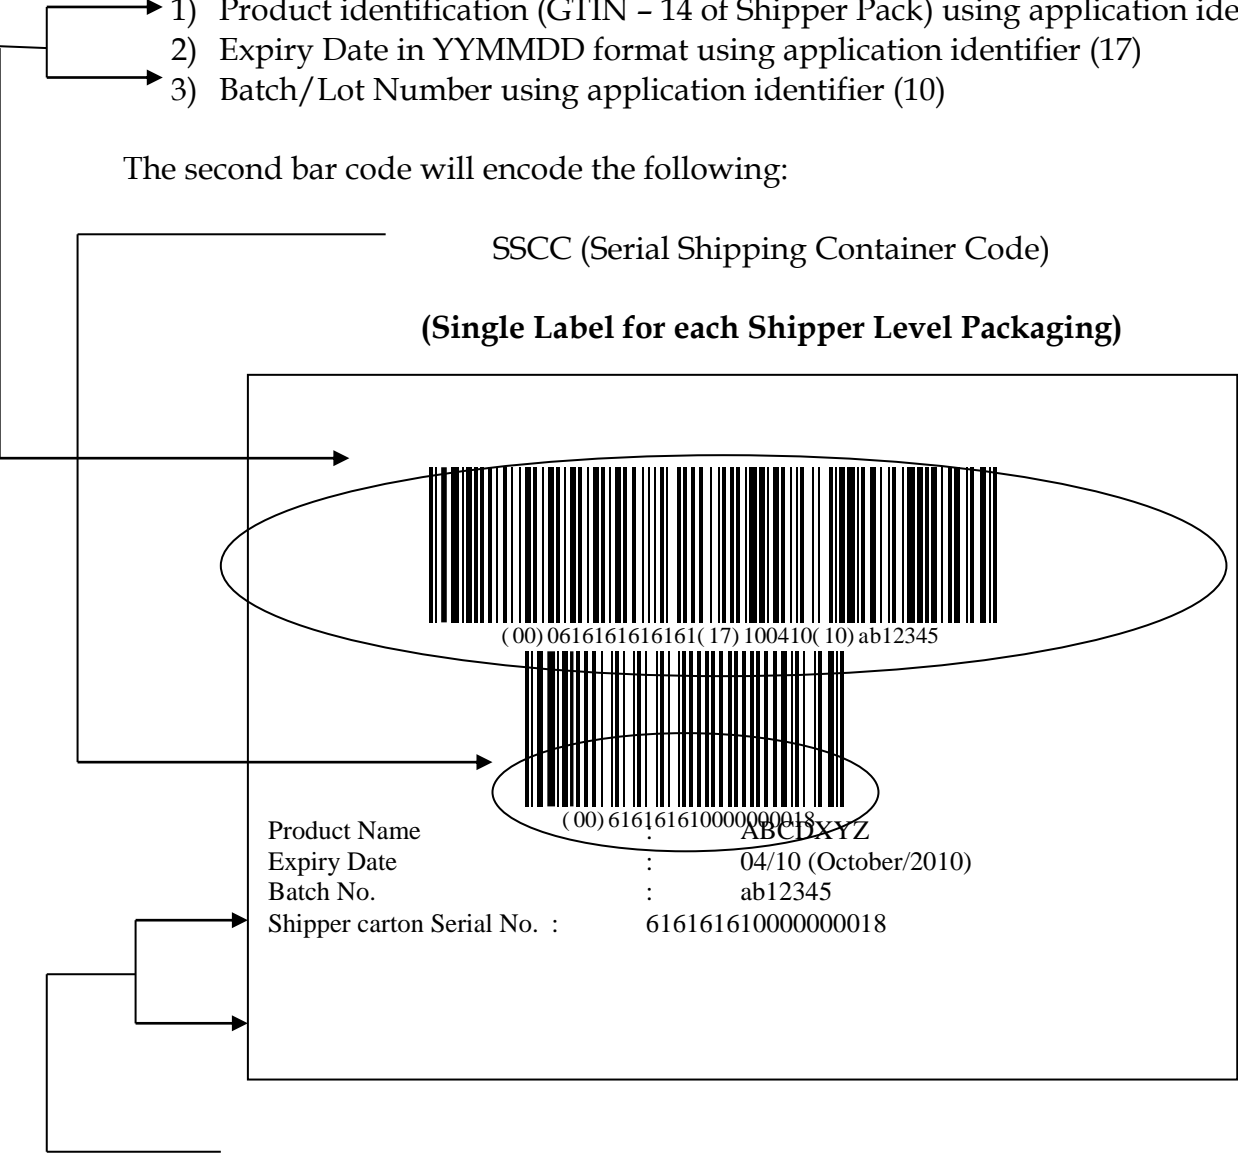 1) Product identification (GTIN – 14 of Shipper Pack) using application ide
2) Expiry Date in YYMMDD format using application identifier (17)
3) Batch/Lot Number using application identifier (10)
The second bar code will encode the following:
SSCC (Serial Shipping Container Code)
(Single Label for each Shipper Level Packaging)
(00)0616161616161(17)100410(10)ab12345
(00)616161610000000018
Product Name : ABCDXYZ
Expiry Date : 04/10 (October/2010)
Batch No. : ab12345
Shipper carton Serial No. : 616161610000000018